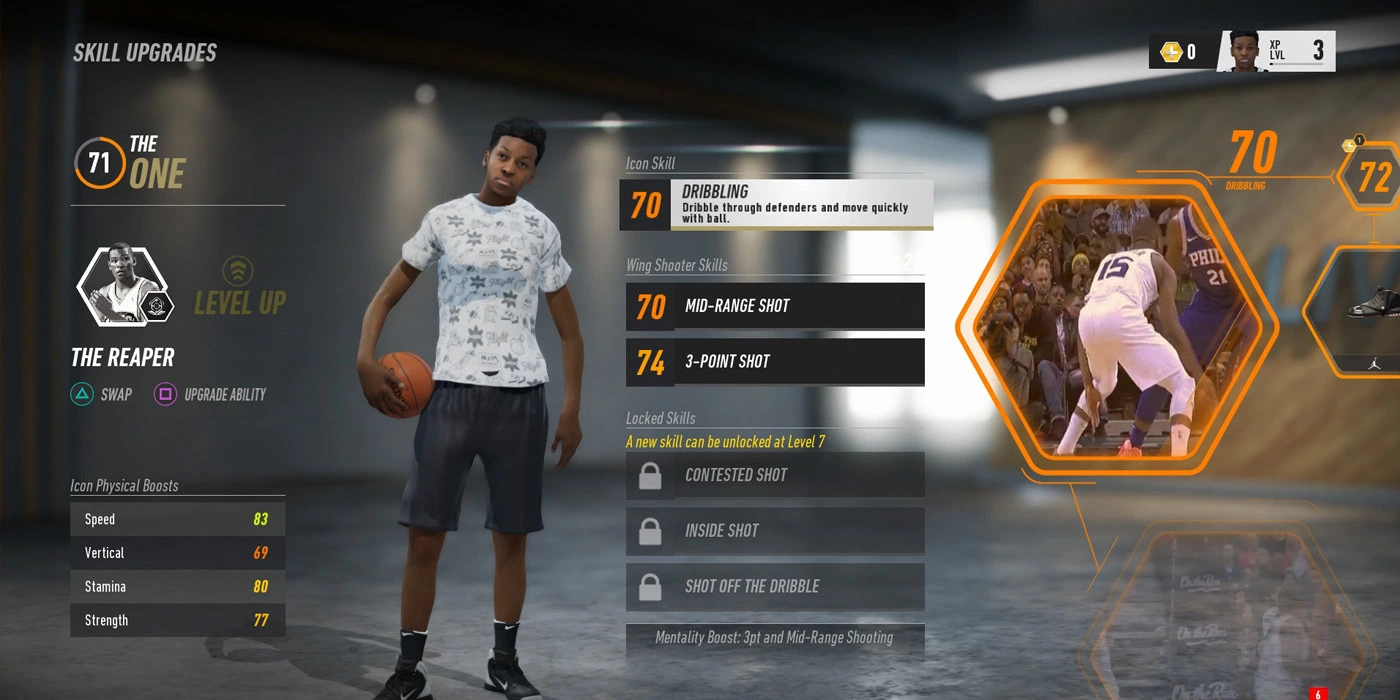 SKILL UPGRADES
0
XP
LVL
3
71
THE
ONE
LEVEL UP
THE REAPER
SWAP
UPGRADE ABILITY
Icon Physical Boosts
Speed 83
Vertical 69
Stamina 80
Strength 77
Icon Skill
70 DRIBBLING
Dribble through defenders and move quickly
with ball.
Wing Shooter Skills
70 MID-RANGE SHOT
74 3-POINT SHOT
Locked Skills
A new skill can be unlocked at Level 7
CONTESTED SHOT
INSIDE SHOT
SHOT OFF THE DRIBBLE
Mentality Boost: 3pt and Mid-Range Shooting
70
DRIBBLING
1
72
15
PHIL
21
6